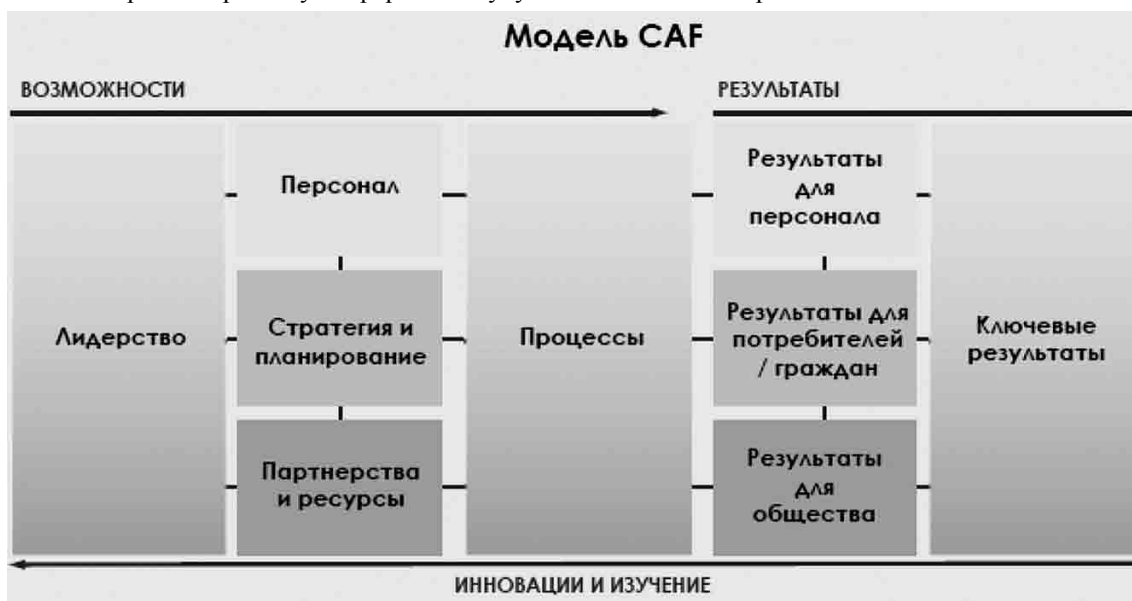 Модель CAF
ВОЗМОЖНОСТИ
РЕЗУЛЬТАТЫ
Лидерство
Персонал
Стратегия и
планирование
Партнерства
и ресурсы
Процессы
Результаты
для
персонала
Результаты для
потребителей
/ граждан
Результаты
для
общества
Ключевые
результаты
ИННОВАЦИИ И ИЗУЧЕНИЕ